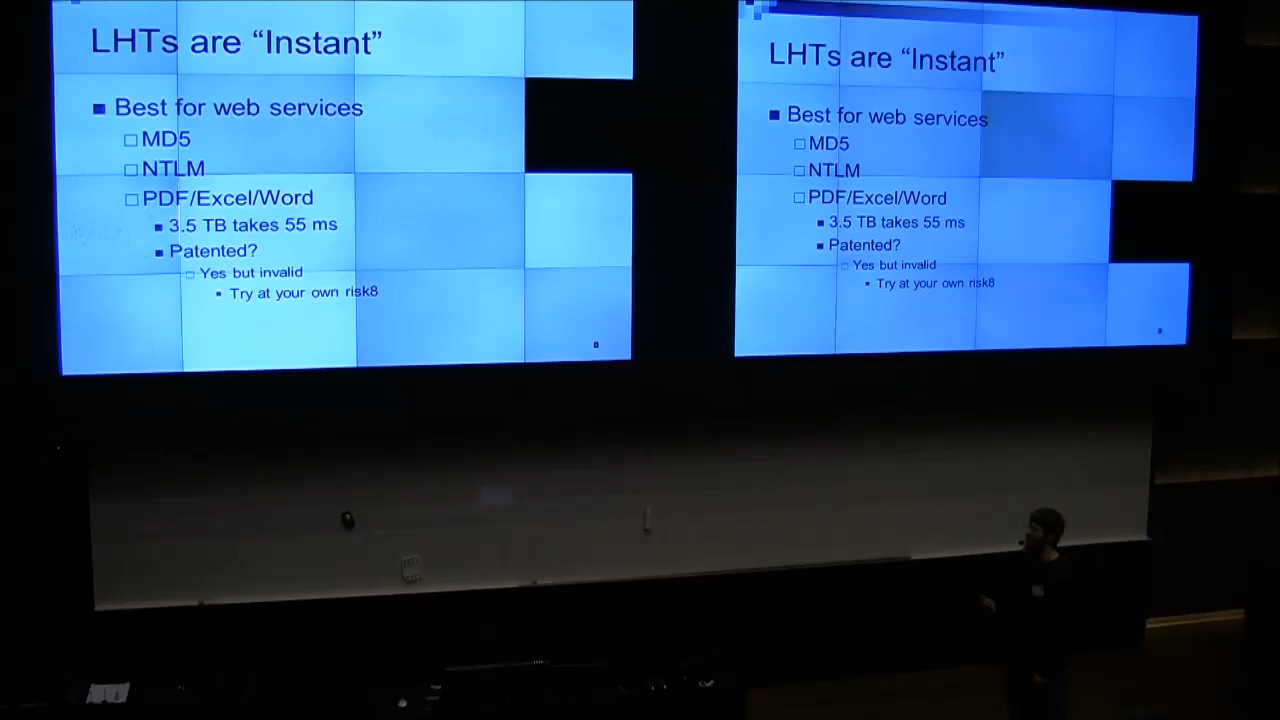 LHTs are “Instant”
Best for web services
MD5
NTLM
PDF/Excel/Word
3.5 TB takes 55 ms
Patented?
Yes but invalid
Try at your own risk8
8
LHTs are “Instant”
Best for web services
MD5
NTLM
PDF/Excel/Word
3.5 TB takes 55 ms
Patented?
Yes but invalid
Try at your own risk8
8